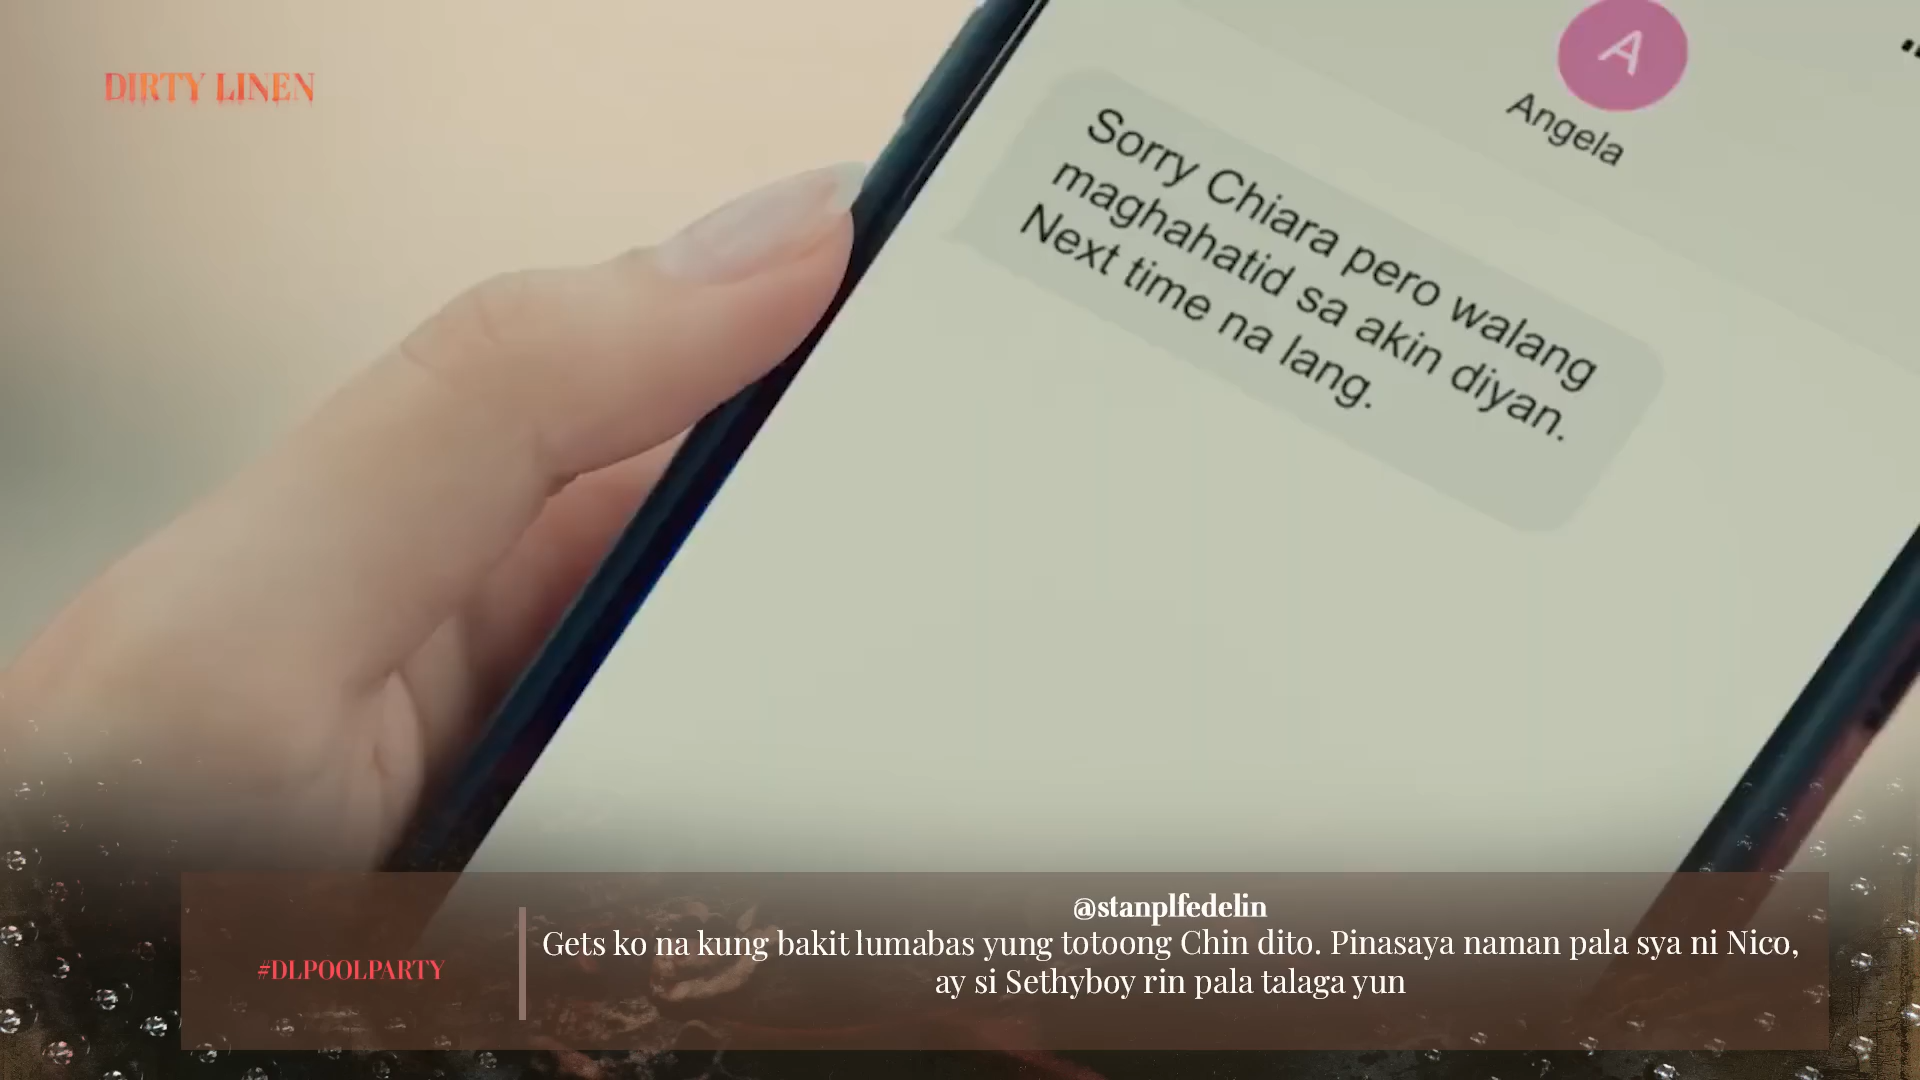 DIRTY LINEN
A
Angela
Sorry Chiara pero walang
maghahatid sa akin diyan.
Next time na lang.
#DLPOOLPARTY
@stanplfedelin
Gets ko na kung bakit lumabas yung totoong Chin dito. Pinasaya naman pala sya ni Nico,
ay si Sethyboy rin pala talaga yun